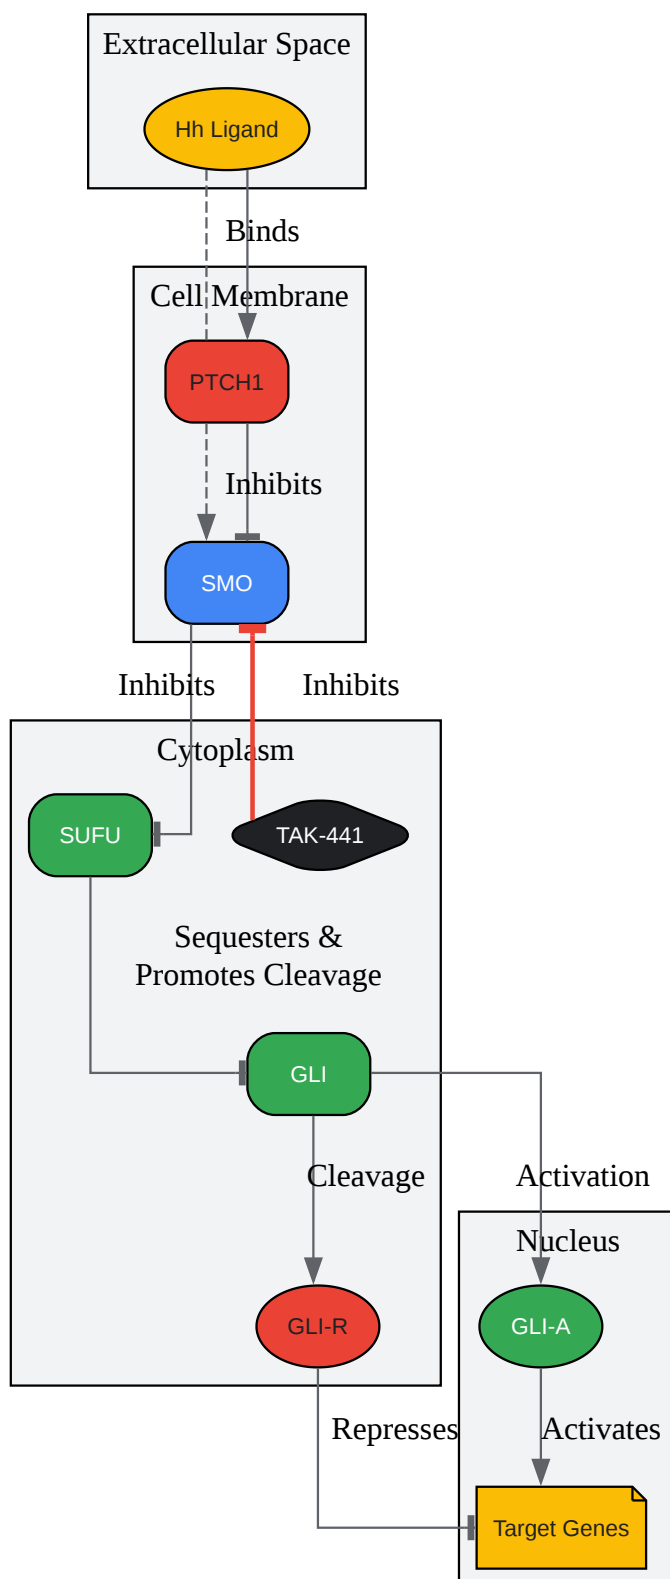 Extracellular Space
Hh Ligand
Binds
Cell Membrane
PTCH1
Inhibits
SMO
Inhibits
Inhibits
Cytoplasm
SUFU
TAK-441
Sequesters &
Promotes Cleavage
GLI
Cleavage
Activation
Nucleus
GLI-R
GLI-A
Represses
Activates
Target Genes